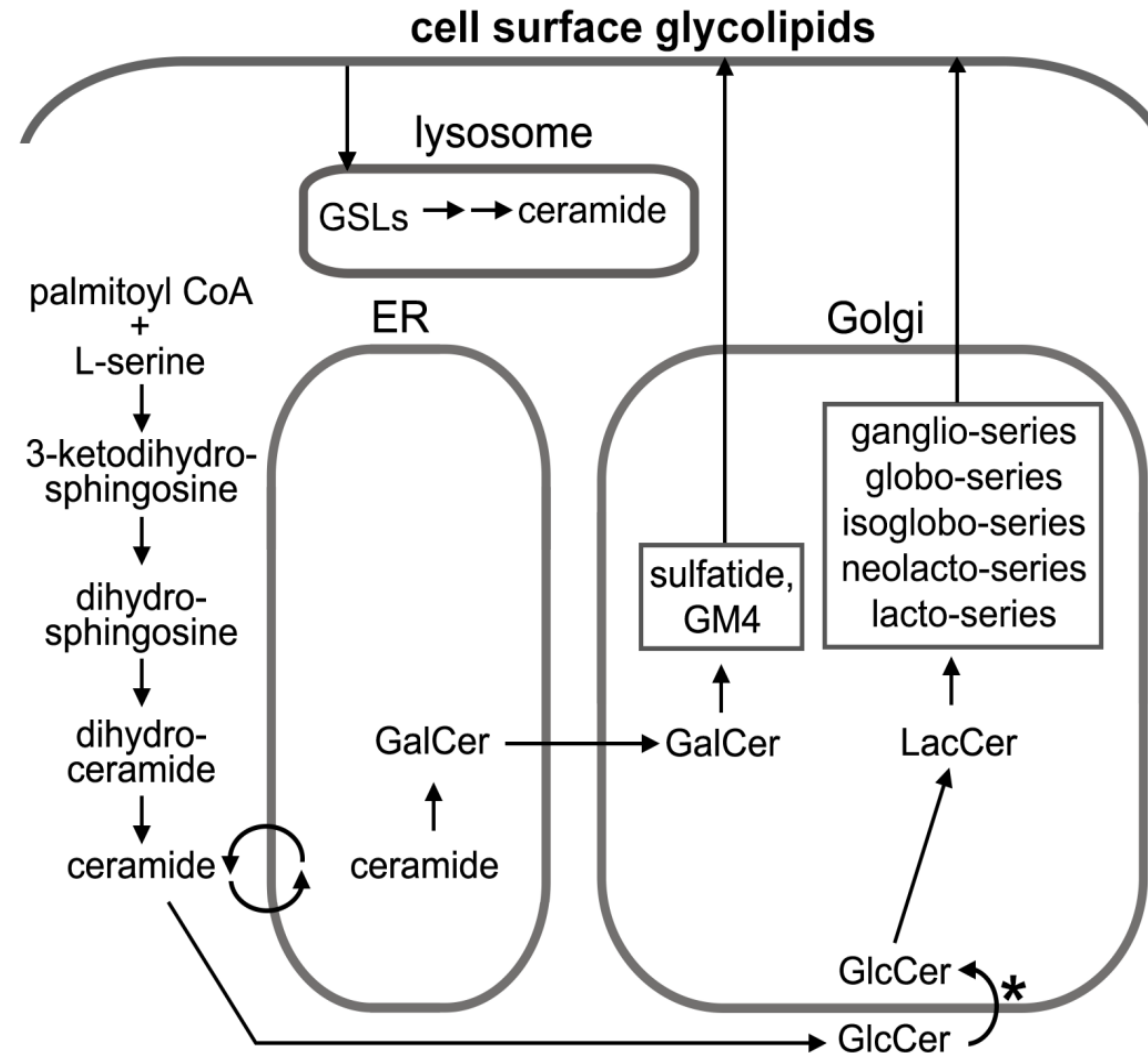 cell surface glycolipids
lysosome
GSLs
ceramide
palmitoyl CoA
+
L-serine
3-ketodihydro-
sphingosine
dihydro-
sphingosine
dihydro-
ceramide
ceramide
ER
GalCer
ceramide
Golgi
ganglio-series
globo-series
isoglobo-series
neolacto-series
lacto-series
sulfatide,
GM4
GalCer
LacCer
GlcCer
*
GlcCer